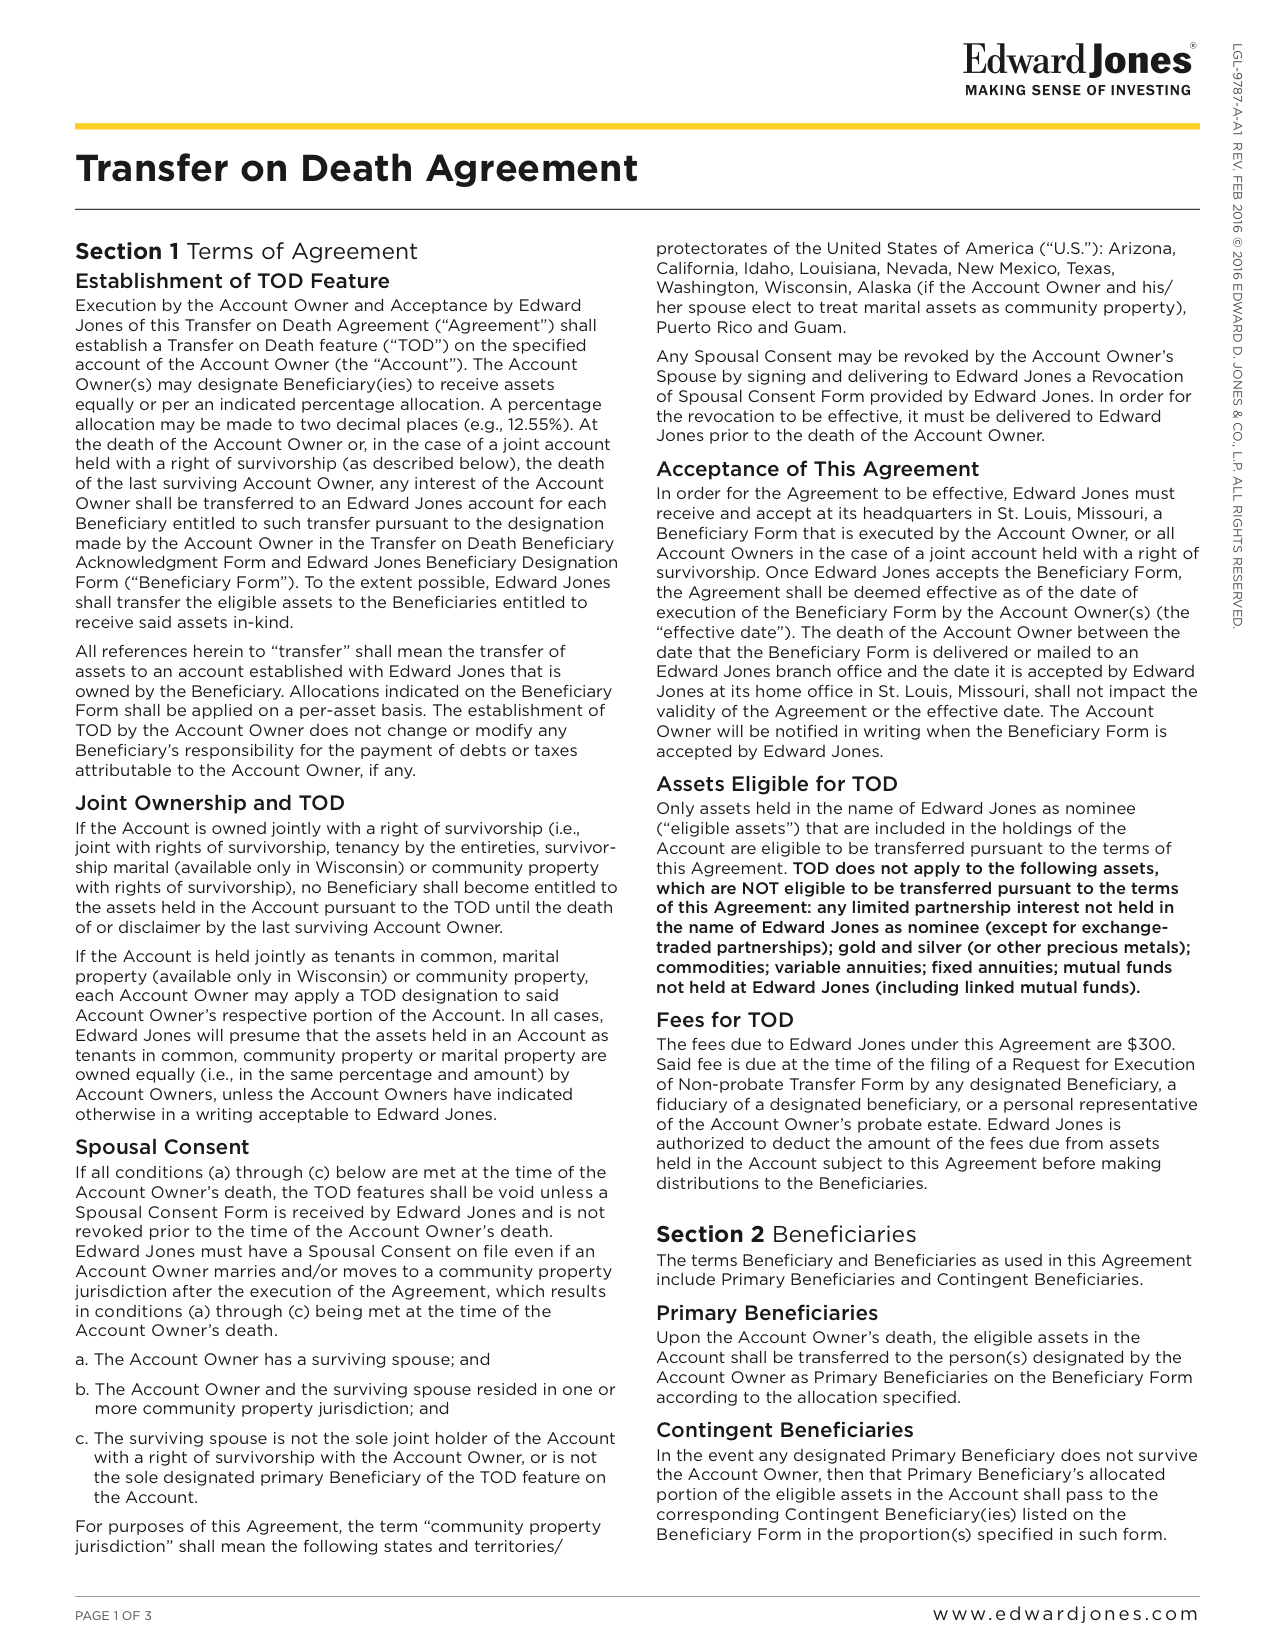 Edward Jones®
MAKING SENSE OF INVESTING
LGL-9787-A-A1 REV. FEB 2016 © 2016 EDWARD D. JONES & CO., L.P. ALL RIGHTS RESERVED.
Transfer on Death Agreement
Section 1 Terms of Agreement
Establishment of TOD Feature
Execution by the Account Owner and Acceptance by Edward
Jones of this Transfer on Death Agreement (“Agreement”) shall
establish a Transfer on Death feature (“TOD”) on the specified
account of the Account Owner (the “Account”). The Account
Owner(s) may designate Beneficiary(ies) to receive assets
equally or per an indicated percentage allocation. A percentage
allocation may be made to two decimal places (e.g., 12.55%). At
the death of the Account Owner or, in the case of a joint account
held with a right of survivorship (as described below), the death
of the last surviving Account Owner, any interest of the Account
Owner shall be transferred to an Edward Jones account for each
Beneficiary entitled to such transfer pursuant to the designation
made by the Account Owner in the Transfer on Death Beneficiary
Acknowledgment Form and Edward Jones Beneficiary Designation
Form (“Beneficiary Form”). To the extent possible, Edward Jones
shall transfer the eligible assets to the Beneficiaries entitled to
receive said assets in-kind.
All references herein to “transfer” shall mean the transfer of
assets to an account established with Edward Jones that is
owned by the Beneficiary. Allocations indicated on the Beneficiary
Form shall be applied on a per-asset basis. The establishment of
TOD by the Account Owner does not change or modify any
Beneficiary’s responsibility for the payment of debts or taxes
attributable to the Account Owner, if any.
Joint Ownership and TOD
If the Account is owned jointly with a right of survivorship (i.e.,
joint with rights of survivorship, tenancy by the entireties, survivor-
ship marital (available only in Wisconsin) or community property
with rights of survivorship), no Beneficiary shall become entitled to
the assets held in the Account pursuant to the TOD until the death
of or disclaimer by the last surviving Account Owner.
If the Account is held jointly as tenants in common, marital
property (available only in Wisconsin) or community property,
each Account Owner may apply a TOD designation to said
Account Owner’s respective portion of the Account. In all cases,
Edward Jones will presume that the assets held in an Account as
tenants in common, community property or marital property are
owned equally (i.e., in the same percentage and amount) by
Account Owners, unless the Account Owners have indicated
otherwise in a writing acceptable to Edward Jones.
Spousal Consent
If all conditions (a) through (c) below are met at the time of the
Account Owner’s death, the TOD features shall be void unless a
Spousal Consent Form is received by Edward Jones and is not
revoked prior to the time of the Account Owner’s death.
Edward Jones must have a Spousal Consent on file even if an
Account Owner marries and/or moves to a community property
jurisdiction after the execution of the Agreement, which results
in conditions (a) through (c) being met at the time of the
Account Owner’s death.
a. The Account Owner has a surviving spouse; and
b. The Account Owner and the surviving spouse resided in one or
more community property jurisdiction; and
c. The surviving spouse is not the sole joint holder of the Account
with a right of survivorship with the Account Owner, or is not
the sole designated primary Beneficiary of the TOD feature on
the Account.
For purposes of this Agreement, the term “community property
jurisdiction” shall mean the following states and territories/
protectorates of the United States of America (“U.S.”): Arizona,
California, Idaho, Louisiana, Nevada, New Mexico, Texas,
Washington, Wisconsin, Alaska (if the Account Owner and his/
her spouse elect to treat marital assets as community property),
Puerto Rico and Guam.
Any Spousal Consent may be revoked by the Account Owner’s
Spouse by signing and delivering to Edward Jones a Revocation
of Spousal Consent Form provided by Edward Jones. In order for
the revocation to be effective, it must be delivered to Edward
Jones prior to the death of the Account Owner.
Acceptance of This Agreement
In order for the Agreement to be effective, Edward Jones must
receive and accept at its headquarters in St. Louis, Missouri, a
Beneficiary Form that is executed by the Account Owner, or all
Account Owners in the case of a joint account held with a right of
survivorship. Once Edward Jones accepts the Beneficiary Form,
the Agreement shall be deemed effective as of the date of
execution of the Beneficiary Form by the Account Owner(s) (the
“effective date”). The death of the Account Owner between the
date that the Beneficiary Form is delivered or mailed to an
Edward Jones branch office and the date it is accepted by Edward
Jones at its home office in St. Louis, Missouri, shall not impact the
validity of the Agreement or the effective date. The Account
Owner will be notified in writing when the Beneficiary Form is
accepted by Edward Jones.
Assets Eligible for TOD
Only assets held in the name of Edward Jones as nominee
(“eligible assets”) that are included in the holdings of the
Account are eligible to be transferred pursuant to the terms of
this Agreement. TOD does not apply to the following assets,
which are NOT eligible to be transferred pursuant to the terms
of this Agreement: any limited partnership interest not held in
the name of Edward Jones as nominee (except for exchange-
traded partnerships); gold and silver (or other precious metals);
commodities; variable annuities; fixed annuities; mutual funds
not held at Edward Jones (including linked mutual funds).
Fees for TOD
The fees due to Edward Jones under this Agreement are $300.
Said fee is due at the time of the filing of a Request for Execution
of Non-probate Transfer Form by any designated Beneficiary, a
fiduciary of a designated beneficiary, or a personal representative
of the Account Owner’s probate estate. Edward Jones is
authorized to deduct the amount of the fees due from assets
held in the Account subject to this Agreement before making
distributions to the Beneficiaries.
Section 2 Beneficiaries
The terms Beneficiary and Beneficiaries as used in this Agreement
include Primary Beneficiaries and Contingent Beneficiaries.
Primary Beneficiaries
Upon the Account Owner’s death, the eligible assets in the
Account shall be transferred to the person(s) designated by the
Account Owner as Primary Beneficiaries on the Beneficiary Form
according to the allocation specified.
Contingent Beneficiaries
In the event any designated Primary Beneficiary does not survive
the Account Owner, then that Primary Beneficiary’s allocated
portion of the eligible assets in the Account shall pass to the
corresponding Contingent Beneficiary(ies) listed on the
Beneficiary Form in the proportion(s) specified in such form.
PAGE 1 OF 3
www.edwardjones.com